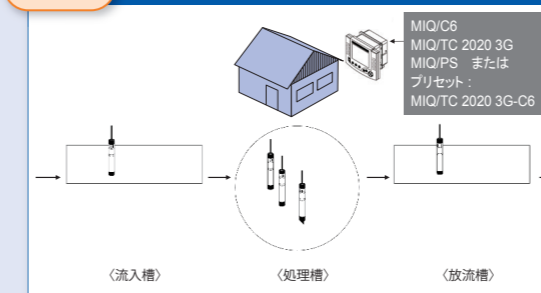 MIQ/C6
MIQ/TC 2020 3G
MIQ/PS または
プリセット：
MIQ/TC 2020 3G-C6
〈流入槽〉
〈処理槽〉
〈放流槽〉